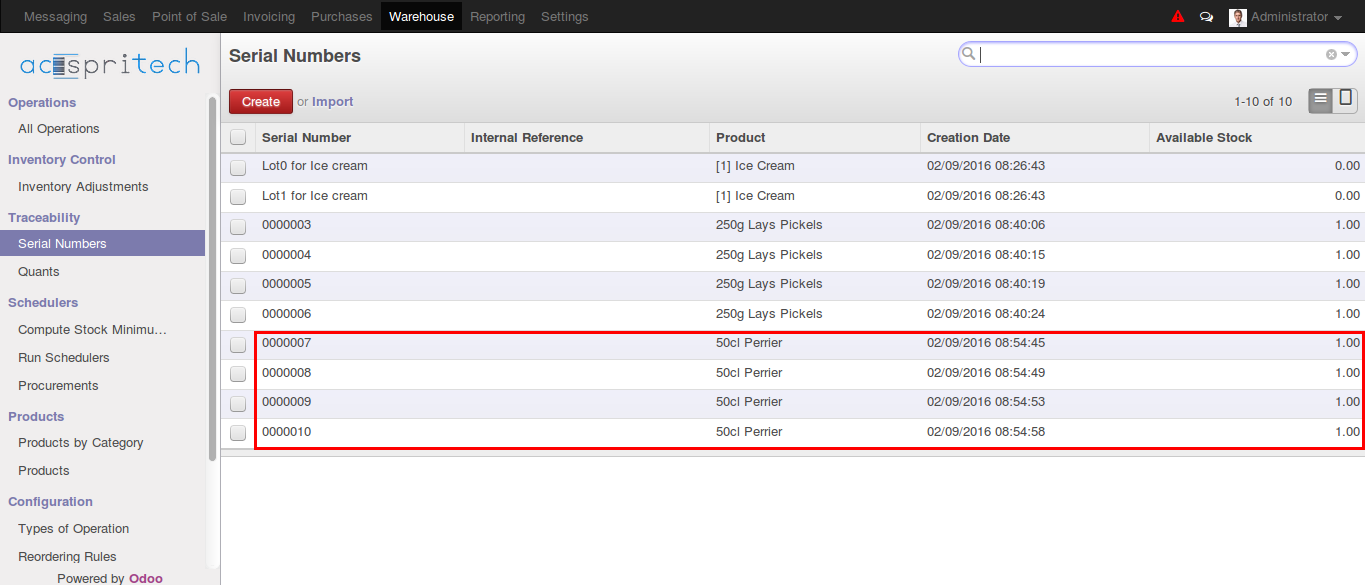 Messaging Sales Point of Sale Invoicing Purchases Warehouse Reporting Settings Administrator
acespritech
Serial Numbers
Create or Import
1-10 of 10
Operations
All Operations
Inventory Control
Inventory Adjustments
Traceability
Serial Numbers
Quants
Schedulers
Compute Stock Minimu...
Run Schedulers
Procurements
Products
Products by Category
Products
Configuration
Types of Operation
Reordering Rules
Powered by Odoo
Serial Number Internal Reference Product Creation Date Available Stock
Lot0 for Ice cream [1] Ice Cream 02/09/2016 08:26:43 0.00
Lot1 for Ice cream [1] Ice Cream 02/09/2016 08:26:43 0.00
0000003 250g Lays Pickels 02/09/2016 08:40:06 1.00
0000004 250g Lays Pickels 02/09/2016 08:40:15 1.00
0000005 250g Lays Pickels 02/09/2016 08:40:19 1.00
0000006 250g Lays Pickels 02/09/2016 08:40:24 1.00
0000007 50cl Perrier 02/09/2016 08:54:45 1.00
0000008 50cl Perrier 02/09/2016 08:54:49 1.00
0000009 50cl Perrier 02/09/2016 08:54:53 1.00
0000010 50cl Perrier 02/09/2016 08:54:58 1.00